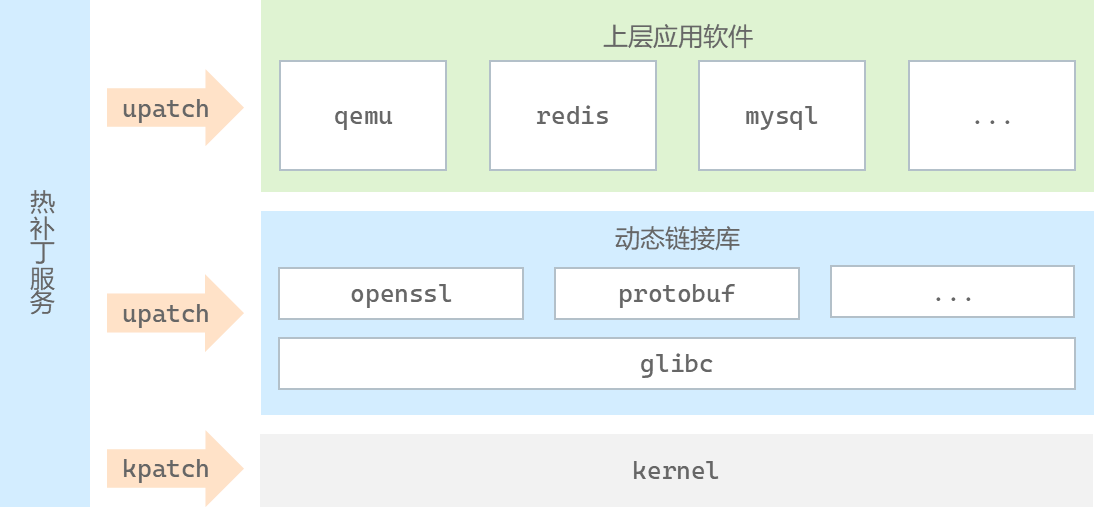 热补丁服务
upatch
上层应用软件
qemu
redis
mysql
...
upatch
动态链接库
openssl
protobuf
...
glibc
kpatch
kernel